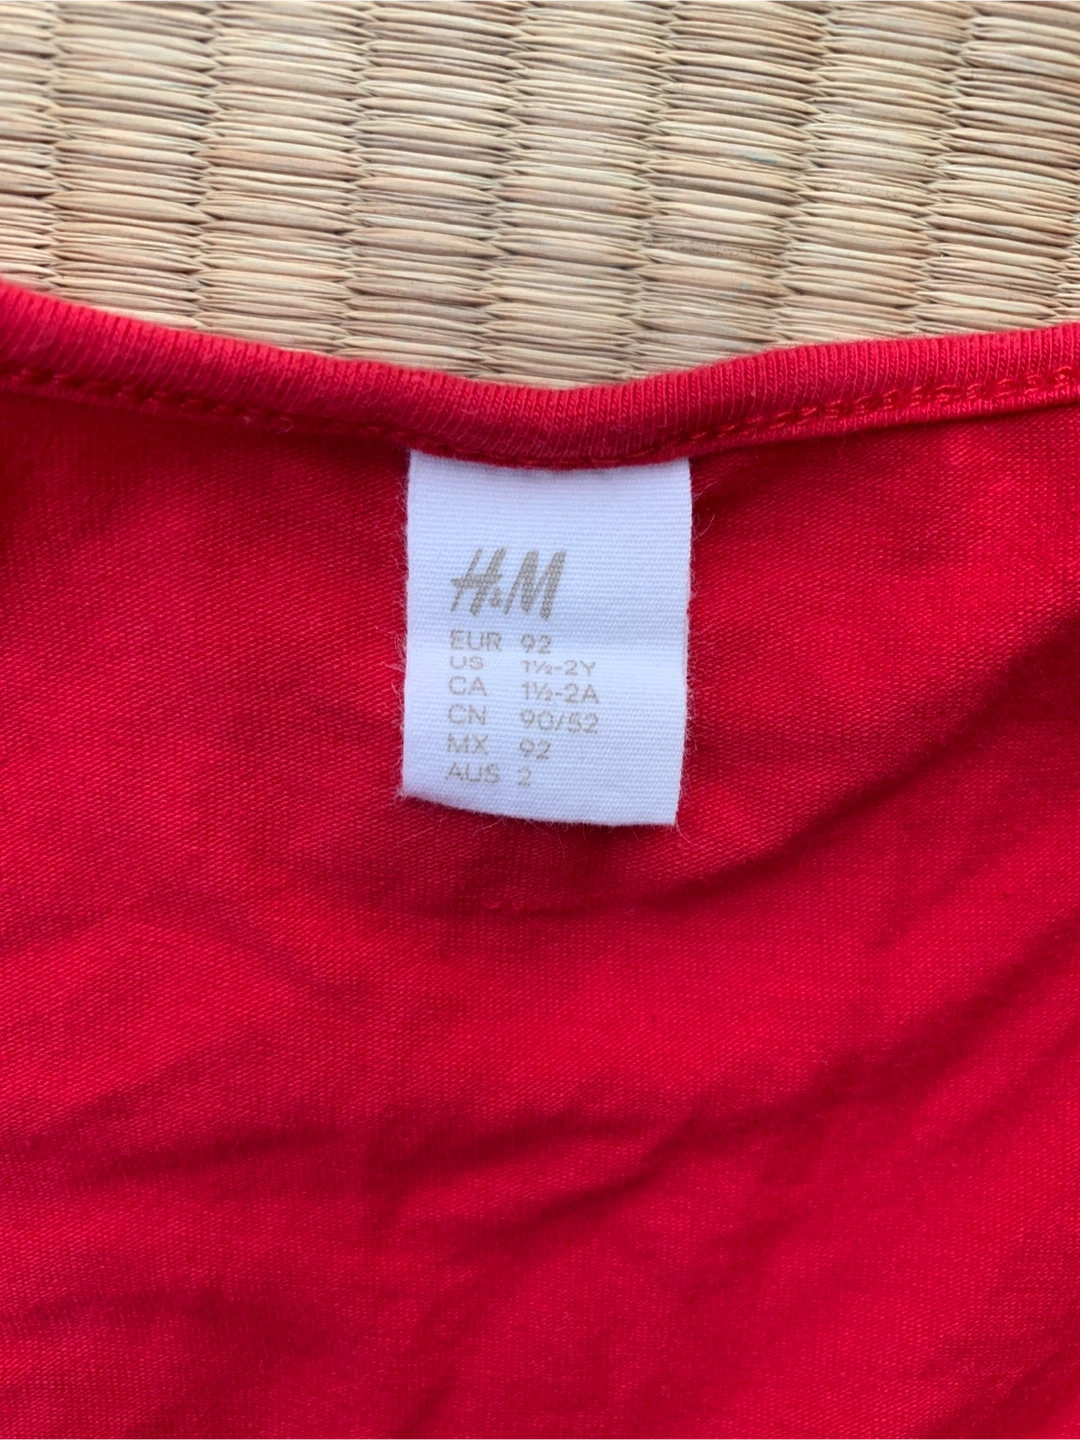 H&M
EUR 92
US 1½-2Y
CA 1½-2A
CN 90/52
MX 92
AUS 2